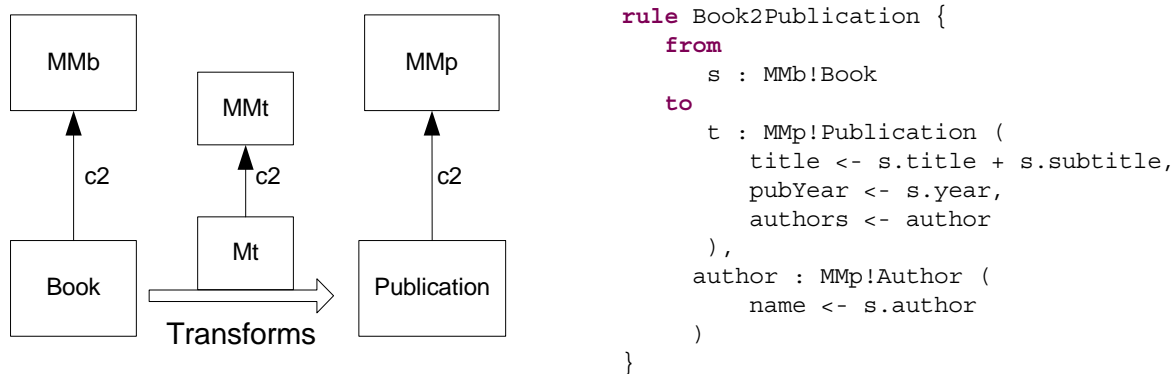 MMb
MMp
MMt
c2
c2
c2
Mt
Book
Publication
Transforms
rule Book2Publication {
from
s : MMb!Book
to
t : MMp!Publication (
title <- s.title + s.subtitle,
pubYear <- s.year,
authors <- author
),
author : MMp!Author (
name <- s.author
)
}